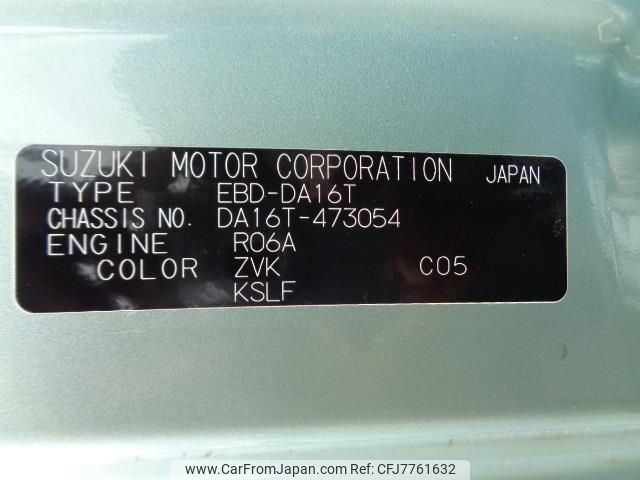 SUZUKI MOTOR CORPORATION JAPAN
TYPE EBD-DA16T
CHASSIS NO. DA16T-473054
ENGINE R06A
COLOR ZVK C05
KSLF
www.CarFromJapan.com | CFJ7761632